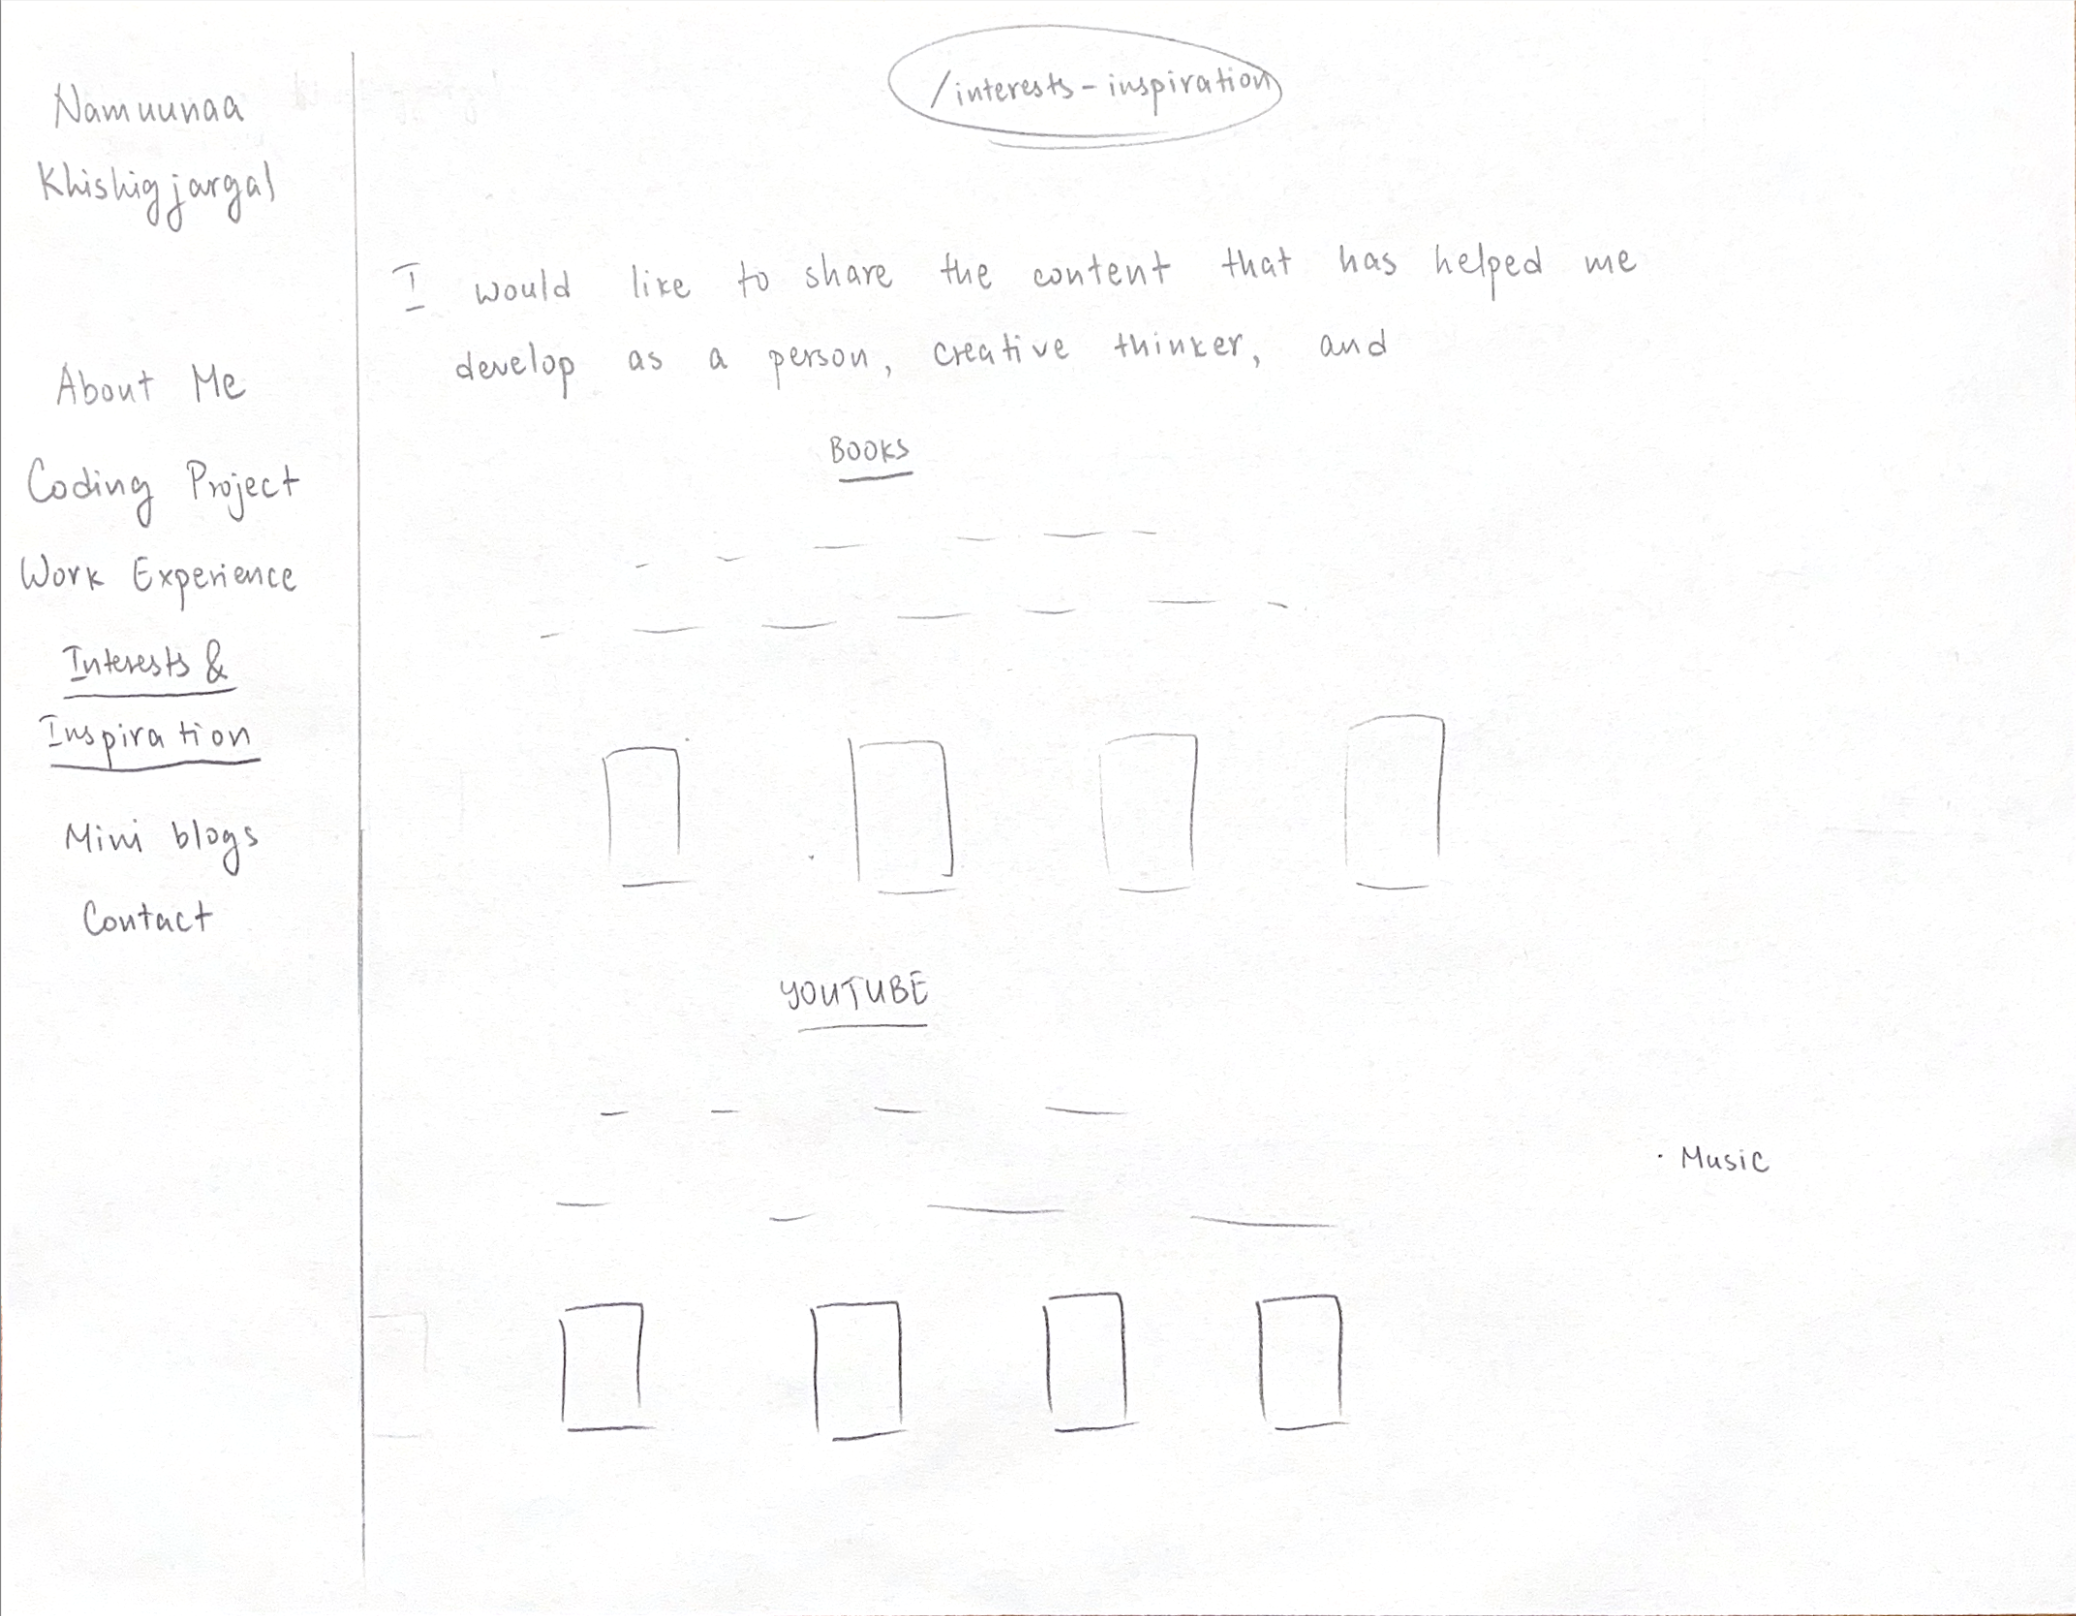 /interests-inspiration
Namuunaa
Khishigjargal
About Me
Coding Project
Work Experience
Interests &
Inspiration
Mini blogs
Contact
I would like to share the content that has helped me
develop as a person, creative thinker, and
BOOKS
YOUTUBE
· Music